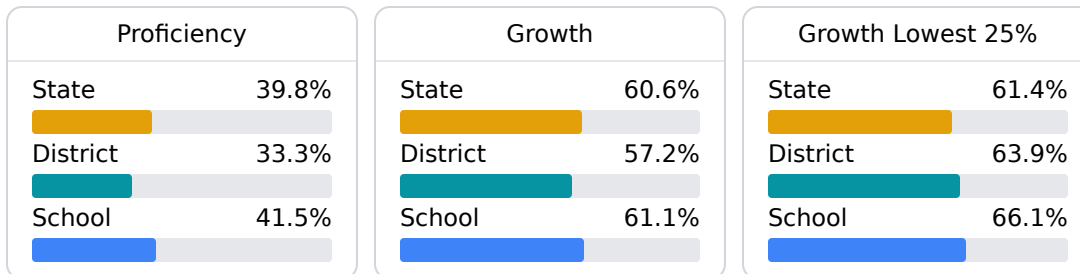 Proficiency
State 39.8%
District 33.3%
School 41.5%
Growth
State 60.6%
District 57.2%
School 61.1%
Growth Lowest 25%
State 61.4%
District 63.9%
School 66.1%